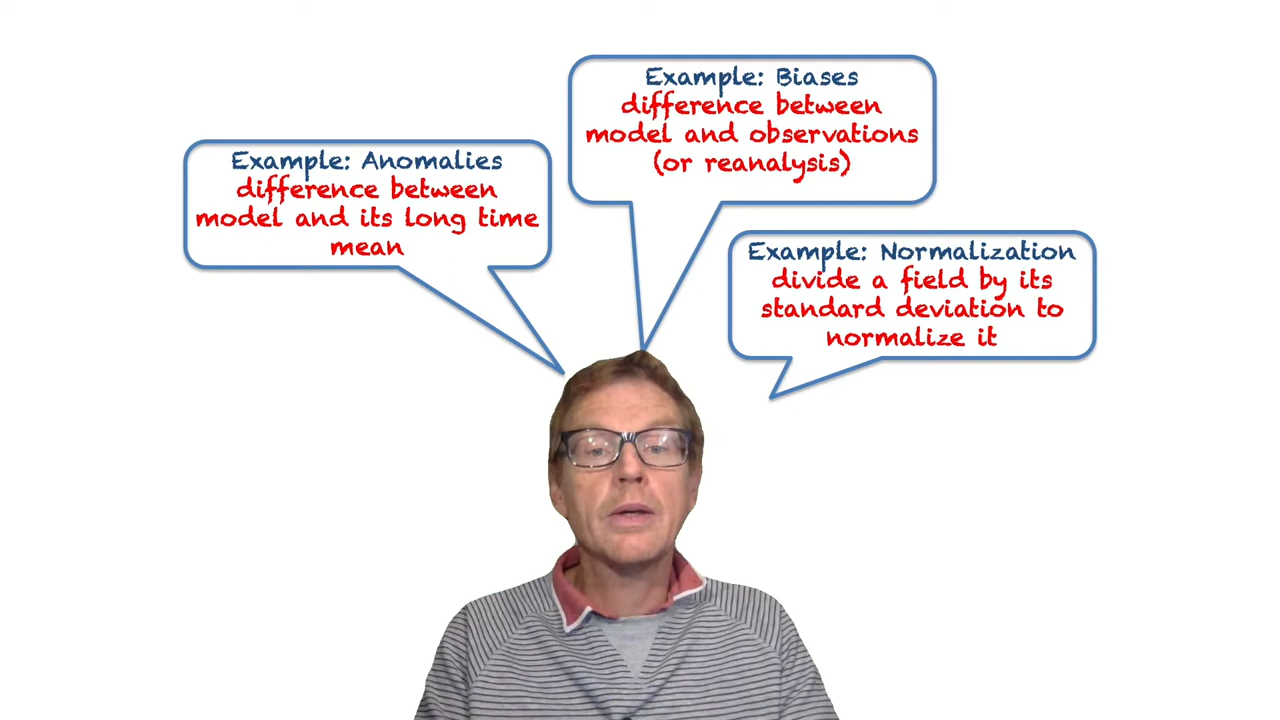 Example: Anomalies
difference between
model and its long time
mean
Example: Biases
difference between
model and observations
(or reanalysis)
Example: Normalization
divide a field by its
standard deviation to
normalize it